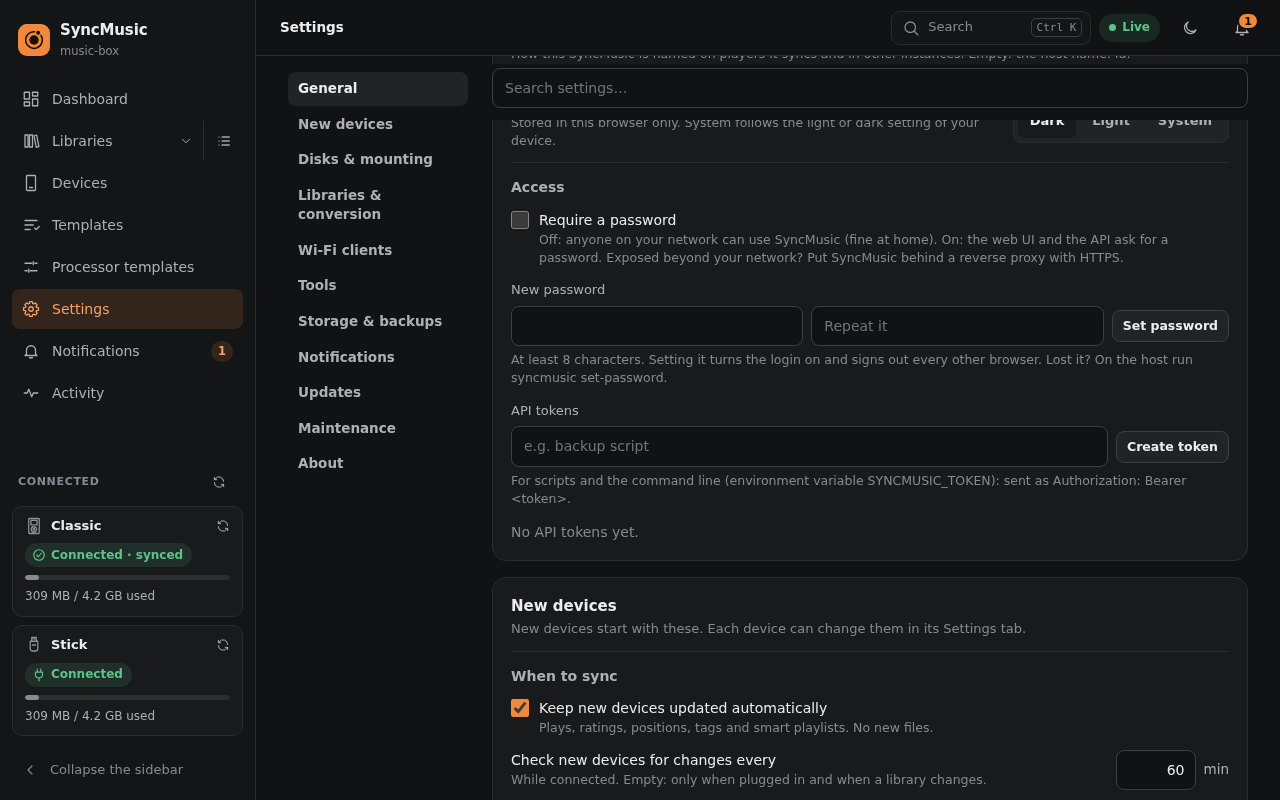 SyncMusic
music-box
Settings
Search
Ctrl K
Live
1
Dashboard
Libraries
Devices
Templates
Processor templates
Settings
Notifications
1
Activity
CONNECTED
Classic
Connected · synced
309 MB / 4.2 GB used
Stick
Connected
309 MB / 4.2 GB used
Collapse the sidebar
General
New devices
Disks & mounting
Libraries &
conversion
Wi-Fi clients
Tools
Storage & backups
Notifications
Updates
Maintenance
About
Search settings…
Stored in this browser only. System follows the light or dark setting of your
device.
Dark
Light
System
Access
Require a password
Off: anyone on your network can use SyncMusic (fine at home). On: the web UI and the API ask for a
password. Exposed beyond your network? Put SyncMusic behind a reverse proxy with HTTPS.
New password
Repeat it
Set password
At least 8 characters. Setting it turns the login on and signs out every other browser. Lost it? On the host run
syncmusic set-password.
API tokens
e.g. backup script
Create token
For scripts and the command line (environment variable SYNCMUSIC_TOKEN): sent as Authorization: Bearer
<token>.
No API tokens yet.
New devices
New devices start with these. Each device can change them in its Settings tab.
When to sync
Keep new devices updated automatically
Plays, ratings, positions, tags and smart playlists. No new files.
Check new devices for changes every
While connected. Empty: only when plugged in and when a library changes.
60
min